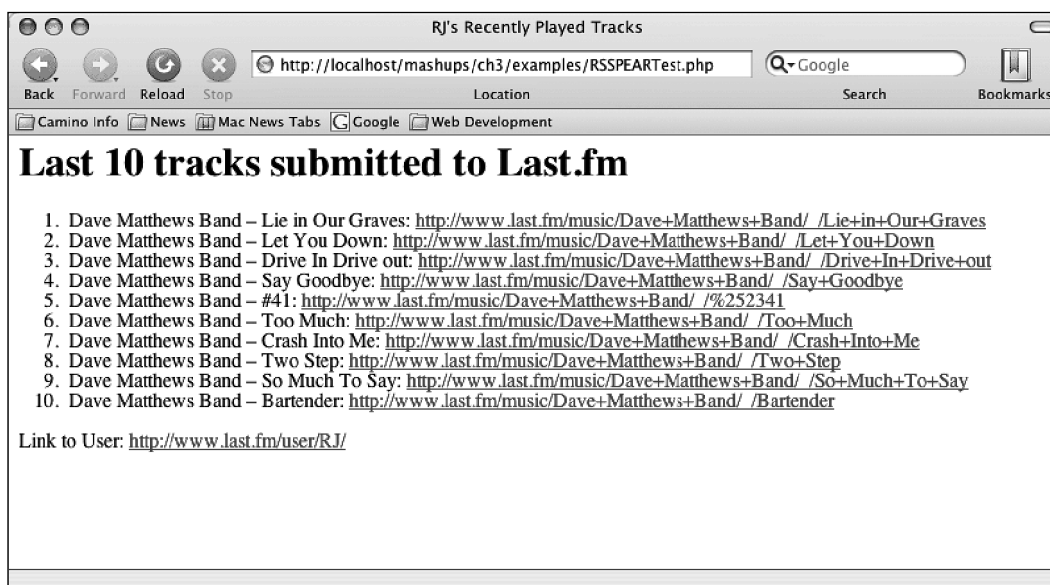 RJ's Recently Played Tracks
http://localhost/mashups/ch3/examples/RSSPEARTest.php
Google
Back Forward Reload Stop Location Search Bookmarks
Camino Info News Mac News Tabs Google Web Development
Last 10 tracks submitted to Last.fm
1. Dave Matthews Band – Lie in Our Graves: http://www.last.fm/music/Dave+Matthews+Band/_/Lie+in+Our+Graves
2. Dave Matthews Band – Let You Down: http://www.last.fm/music/Dave+Matthews+Band/_/Let+You+Down
3. Dave Matthews Band – Drive In Drive out: http://www.last.fm/music/Dave+Matthews+Band/_/Drive+In+Drive+out
4. Dave Matthews Band – Say Goodbye: http://www.last.fm/music/Dave+Matthews+Band/_/Say+Goodbye
5. Dave Matthews Band – #41: http://www.last.fm/music/Dave+Matthews+Band/_/%252341
6. Dave Matthews Band – Too Much: http://www.last.fm/music/Dave+Matthews+Band/_/Too+Much
7. Dave Matthews Band – Crash Into Me: http://www.last.fm/music/Dave+Matthews+Band/_/Crash+Into+Me
8. Dave Matthews Band – Two Step: http://www.last.fm/music/Dave+Matthews+Band/_/Two+Step
9. Dave Matthews Band – So Much To Say: http://www.last.fm/music/Dave+Matthews+Band/_/So+Much+To+Say
10. Dave Matthews Band – Bartender: http://www.last.fm/music/Dave+Matthews+Band/_/Bartender
Link to User: http://www.last.fm/user/RJ/